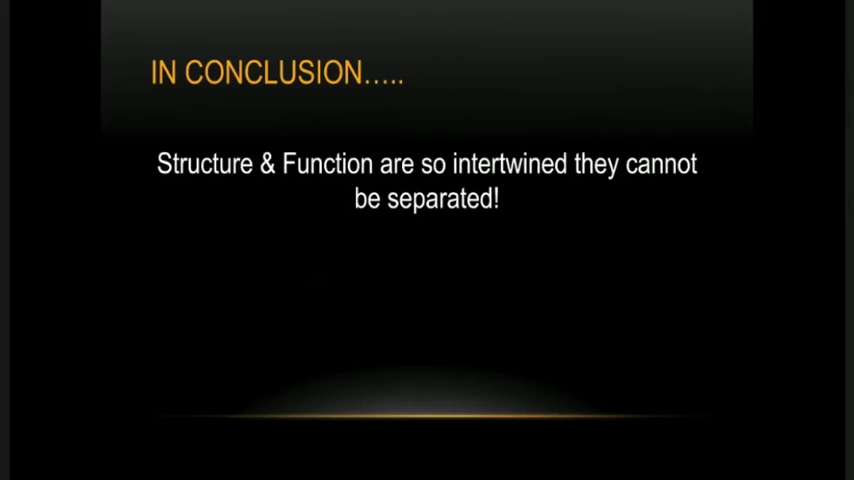 IN CONCLUSION.....
Structure & Function are so intertwined they cannot
be separated!